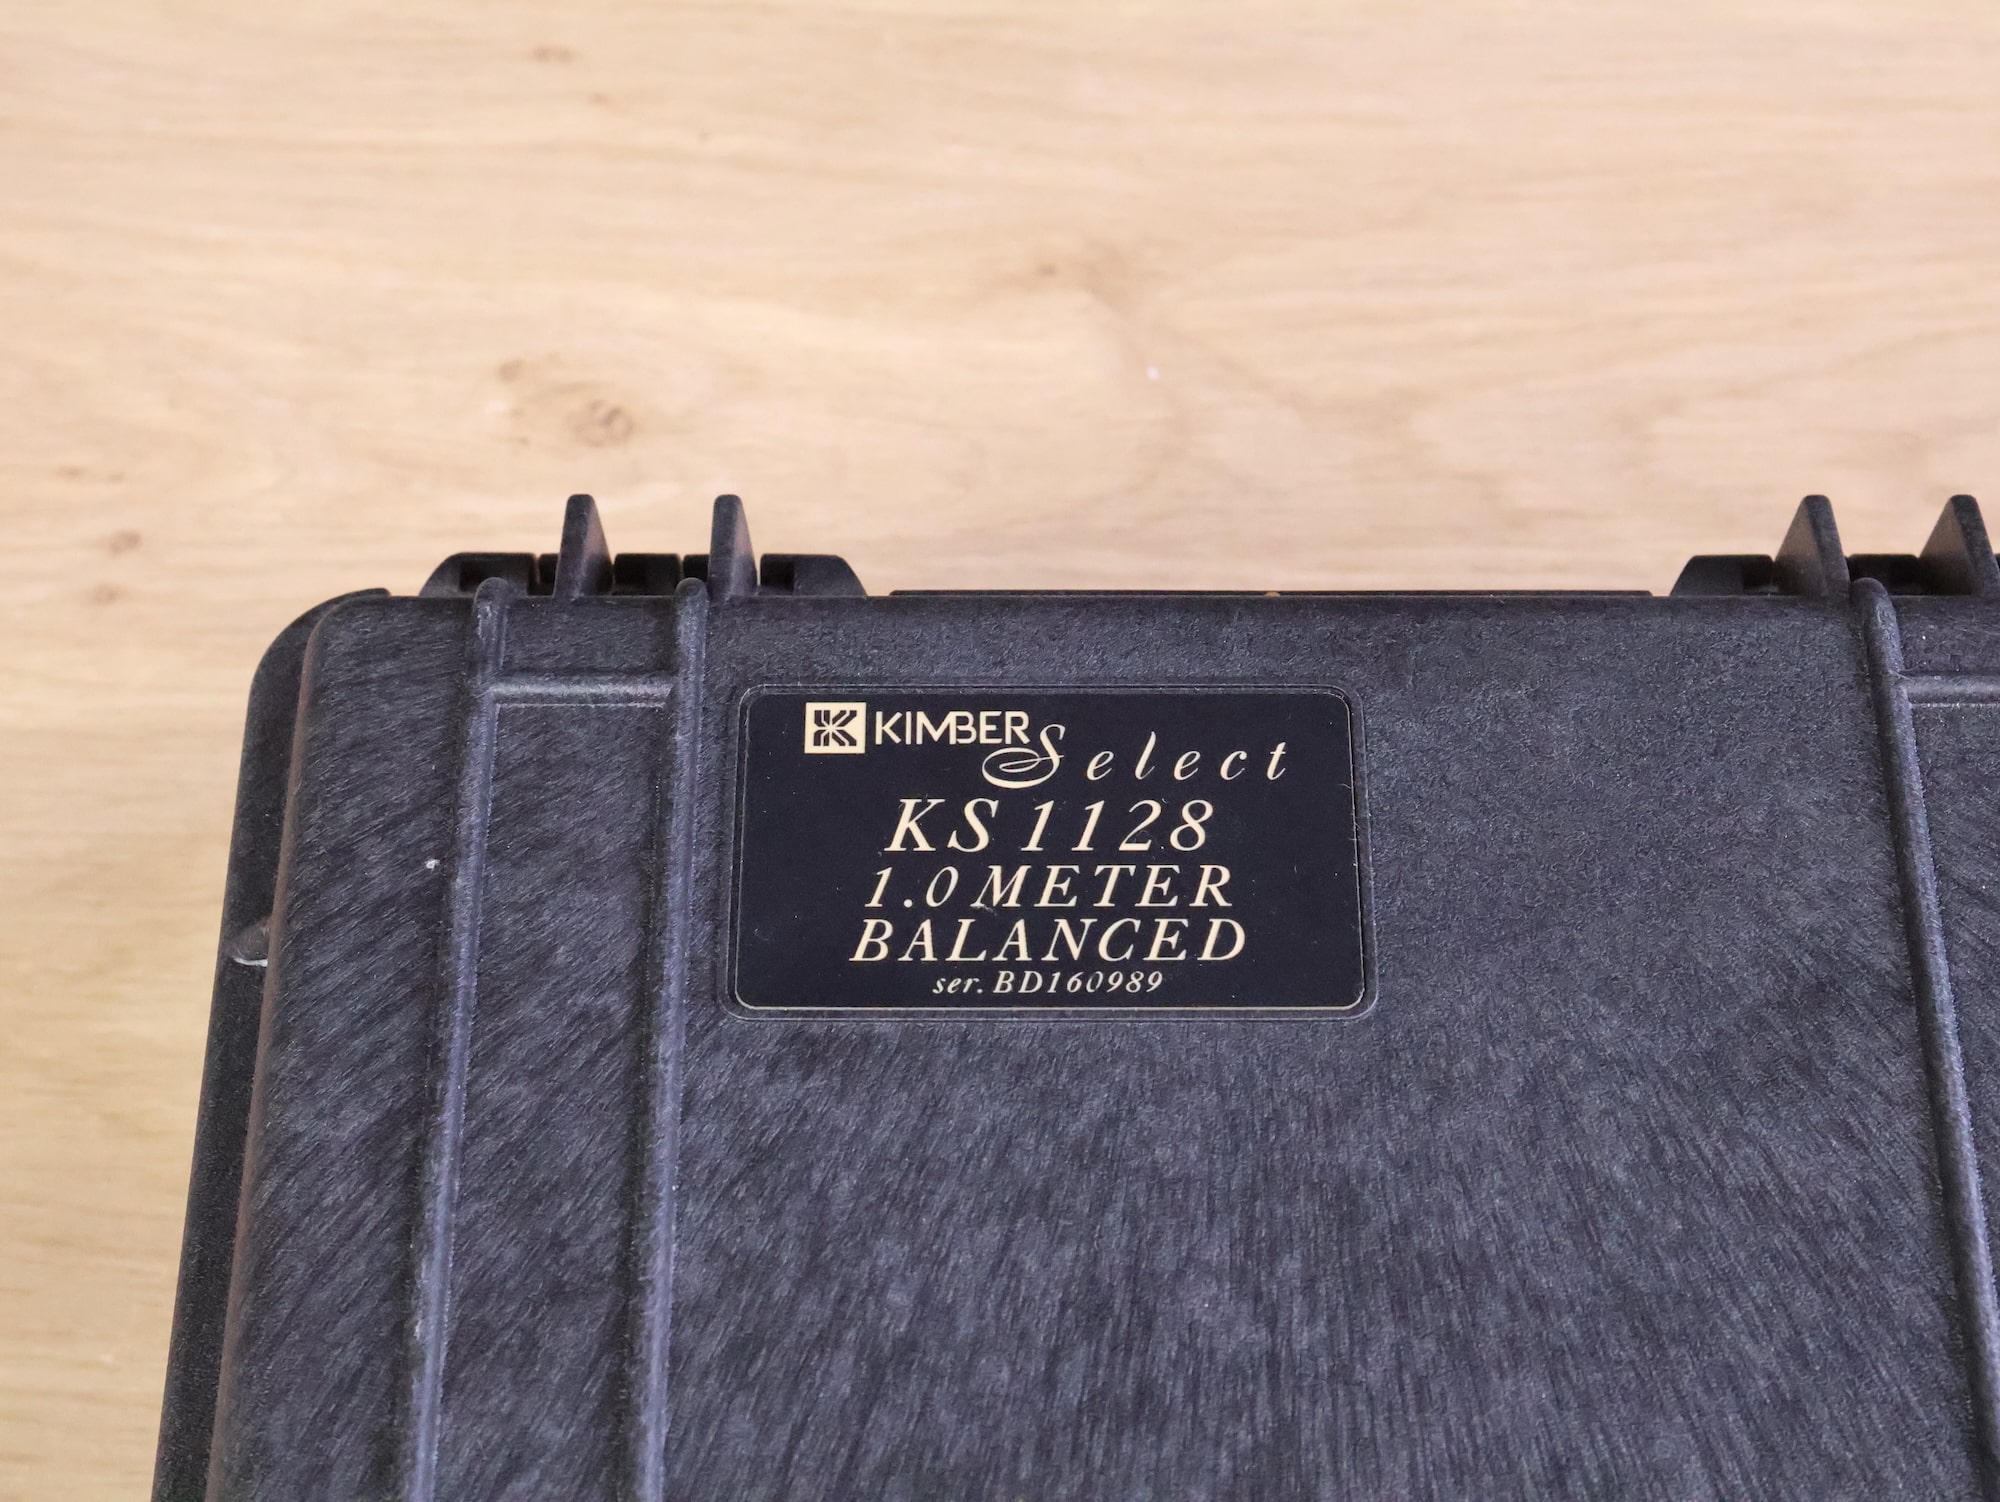 KIMBER Select
KS 1128
1.0 METER
BALANCED
ser. BD160989